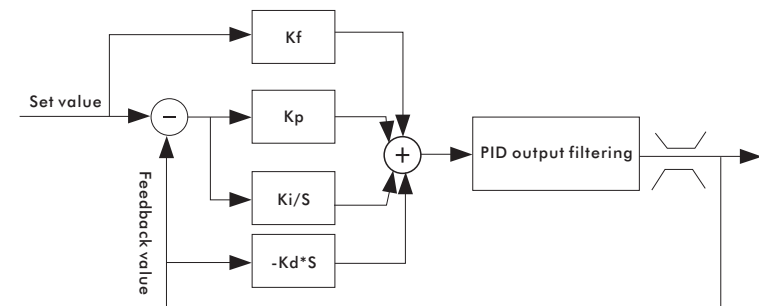 Kf
Set value
−
Kp
+
PID output filtering
Feedback value
Ki/S
-Kd*S